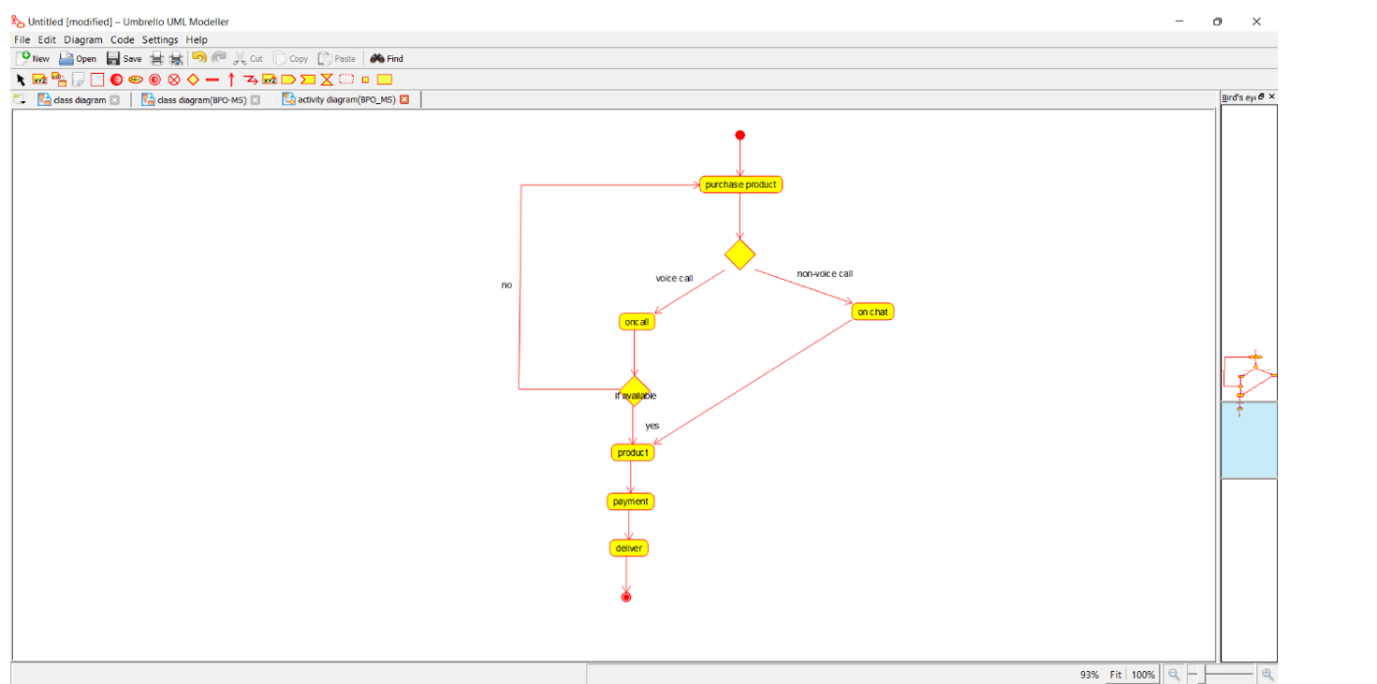 Untitled [modified] – Umbrello UML Modeller
File Edit Diagram Code Settings Help
New Open Save Cut Copy Paste Find
class diagram class diagram(BPO-MS) activity diagram(BPO_MS)
Bird's eye
purchase product
voice call
non-voice call
no
on chat
oncall
if available
yes
product
payment
deliver
93% Fit 100%